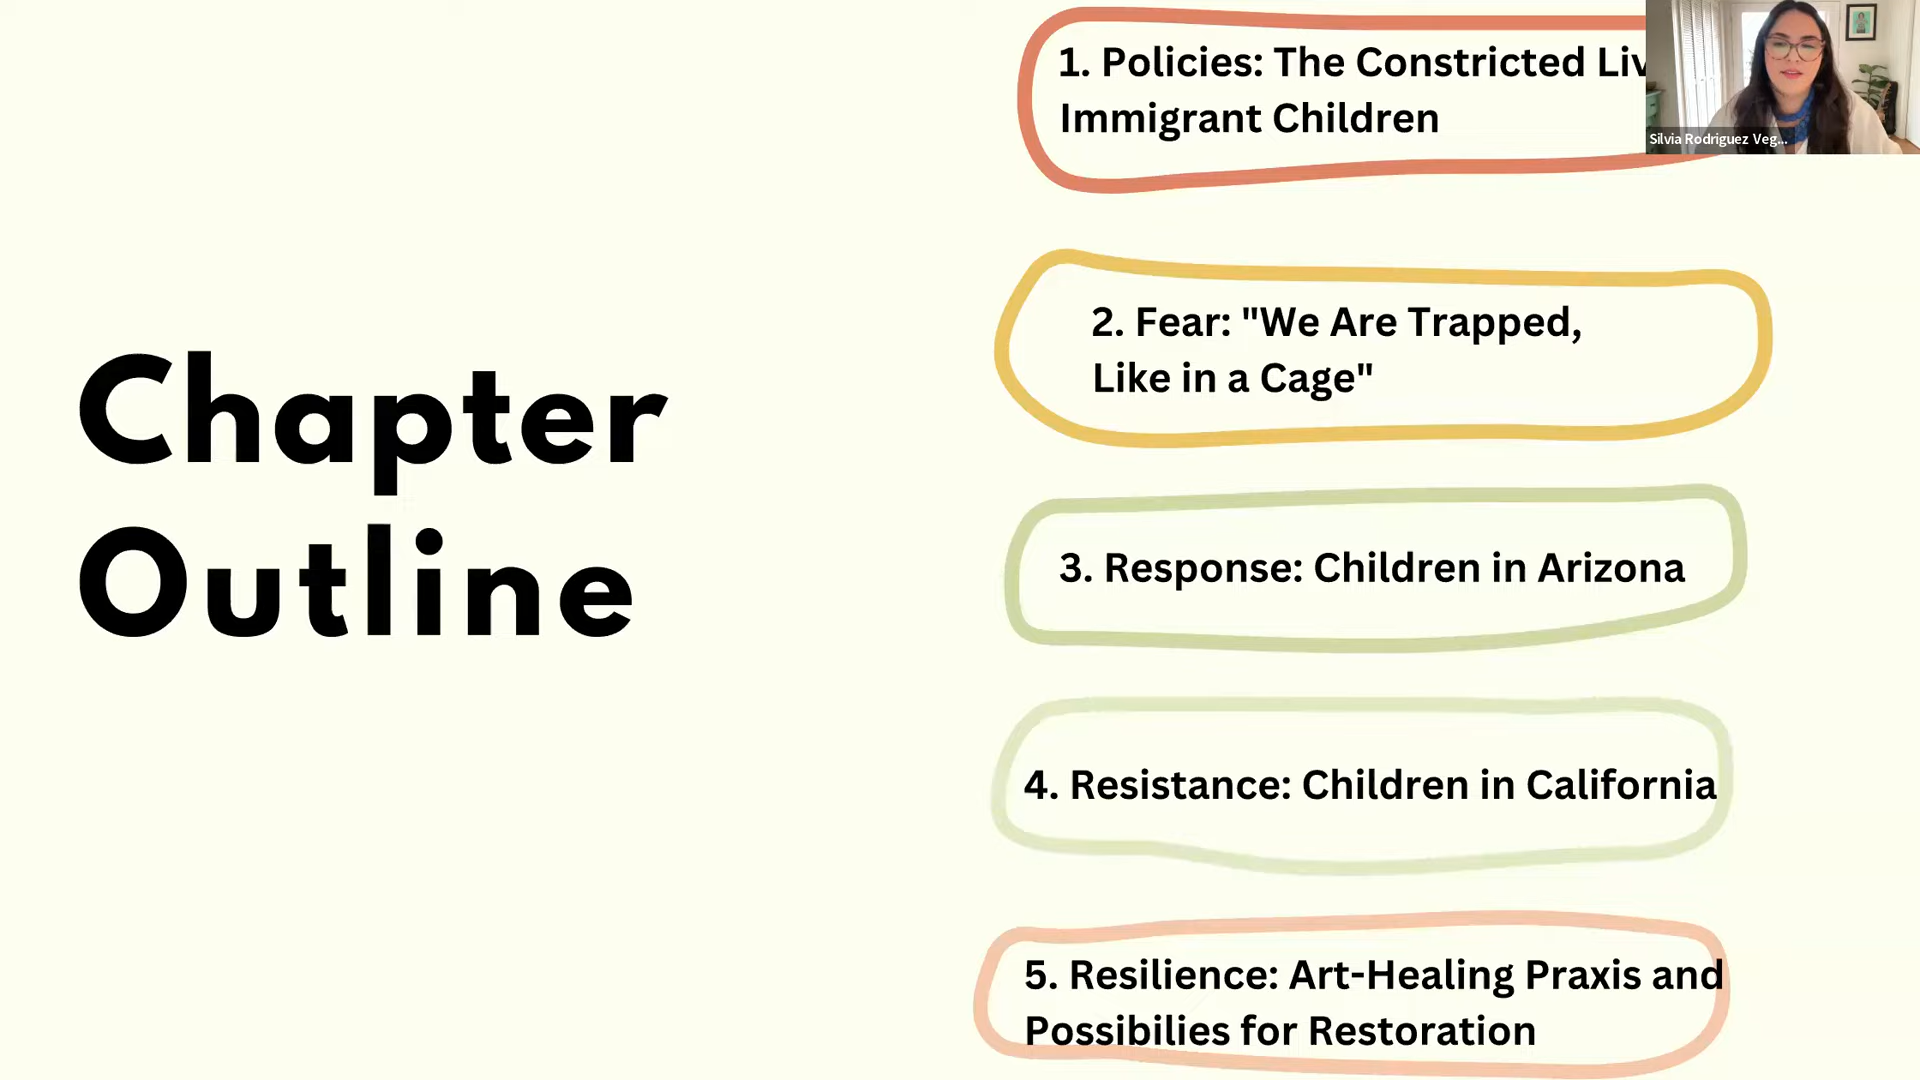 Chapter
Outline
1. Policies: The Constricted
Immigrant Children
2. Fear: "We Are Trapped,
Like in a Cage"
3. Response: Children in Arizona
4. Resistance: Children in California
5. Resilience: Art-Healing Praxis and
Possibilies for Restoration
Silvia Rodriguez Veg...